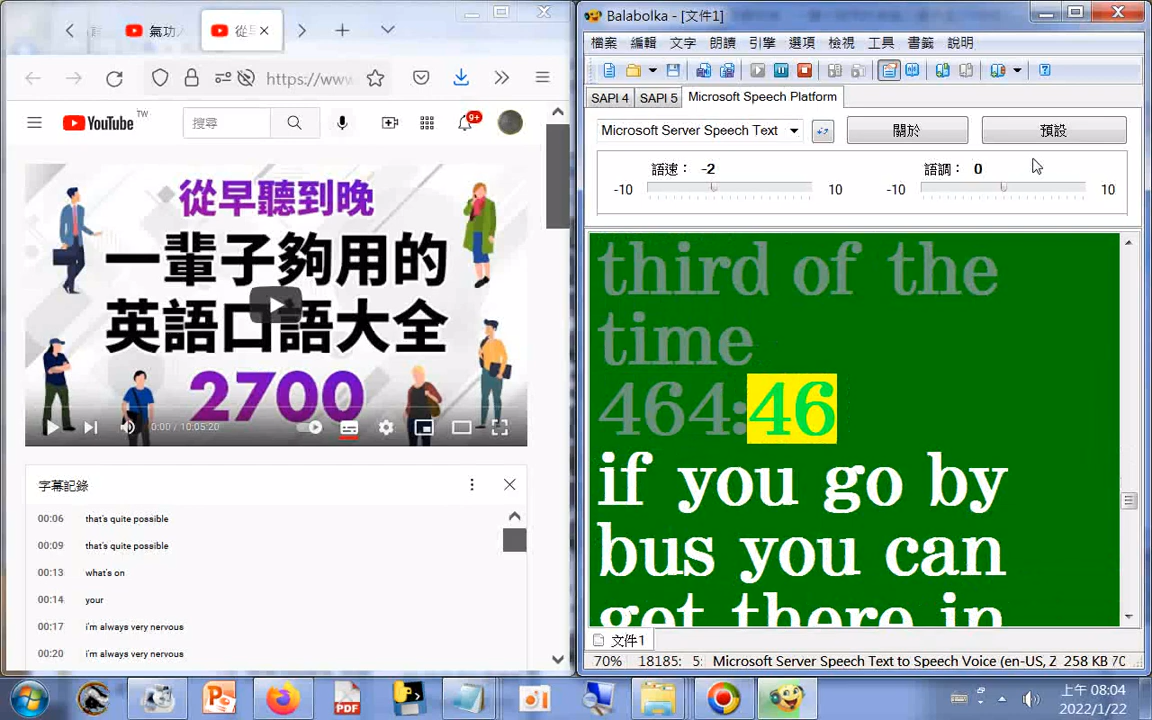 氣功
從
https://www
YouTube TW
搜尋
9+
從早聽到晚
一輩子夠用的
英語口語大全
2700
0:00 / 10:05:20
字幕記錄
00:06 that's quite possible
00:09 that's quite possible
00:13 what's on
00:14 your
00:17 i'm always very nervous
00:20 i'm always very nervous
Balabolka - [文件1]
檔案 編輯 文字 朗讀 引擎 選項 檢視 工具 書籤 說明
SAPI 4 SAPI 5 Microsoft Speech Platform
Microsoft Server Speech Text 關於 預設
語速： -2 語調： 0
-10 10 -10 10
third of the
time
464:46
if you go by
bus you can
get there in
文件1
70% 18185: 5: Microsoft Server Speech Text to Speech Voice (en-US, Z 258 KB
PDF
上午 08:04
2022/1/22